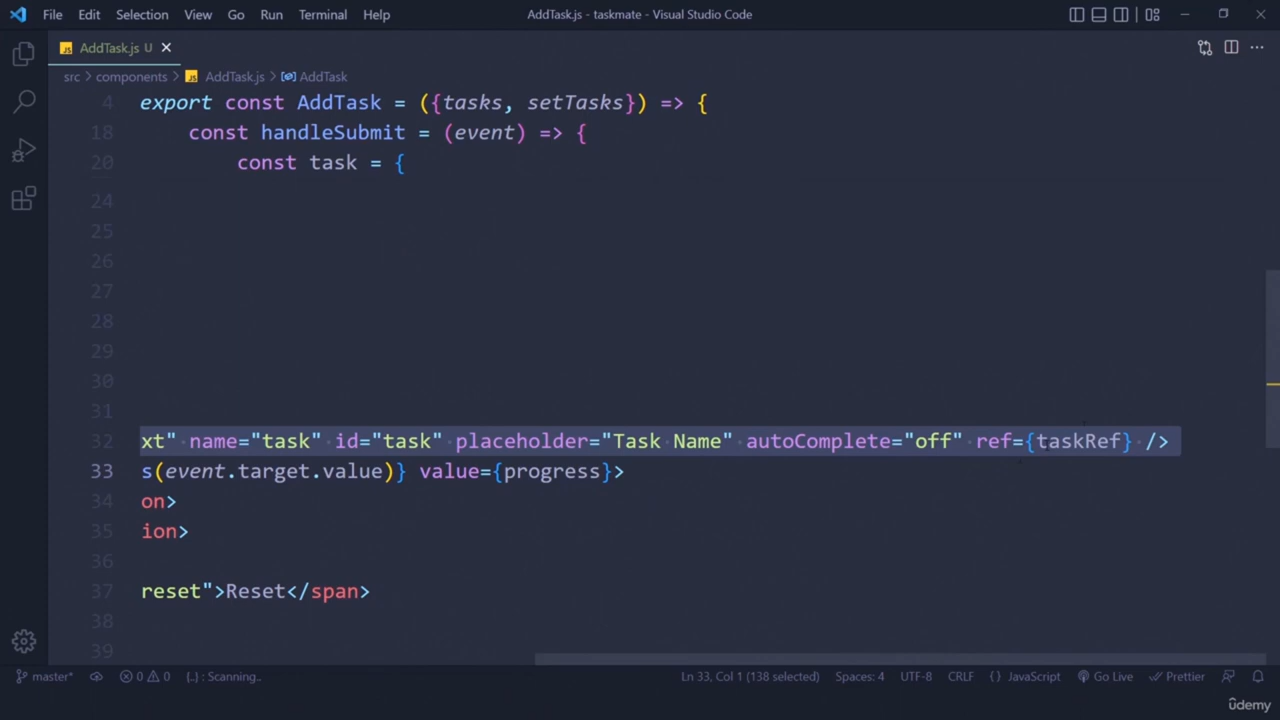 File Edit Selection View Go Run Terminal Help AddTask.js - taskmate - Visual Studio Code
AddTask.js U
src > components > AddTask.js > AddTask
4 export const AddTask = ({tasks, setTasks}) => {
18 const handleSubmit = (event) => {
20 const task = {
24
25
26
27
28
29
30
31
32 xt" name="task" id="task" placeholder="Task Name" autoComplete="off" ref={taskRef} />
33 s(event.target.value)} value={progress}>
34 on>
35 ion>
36
37 reset">Reset</span>
38
39
master* 0 0 {..} : Scanning.. Ln 33, Col 1 (138 selected) Spaces: 4 UTF-8 CRLF {} JavaScript Go Live Prettier
ûdemy